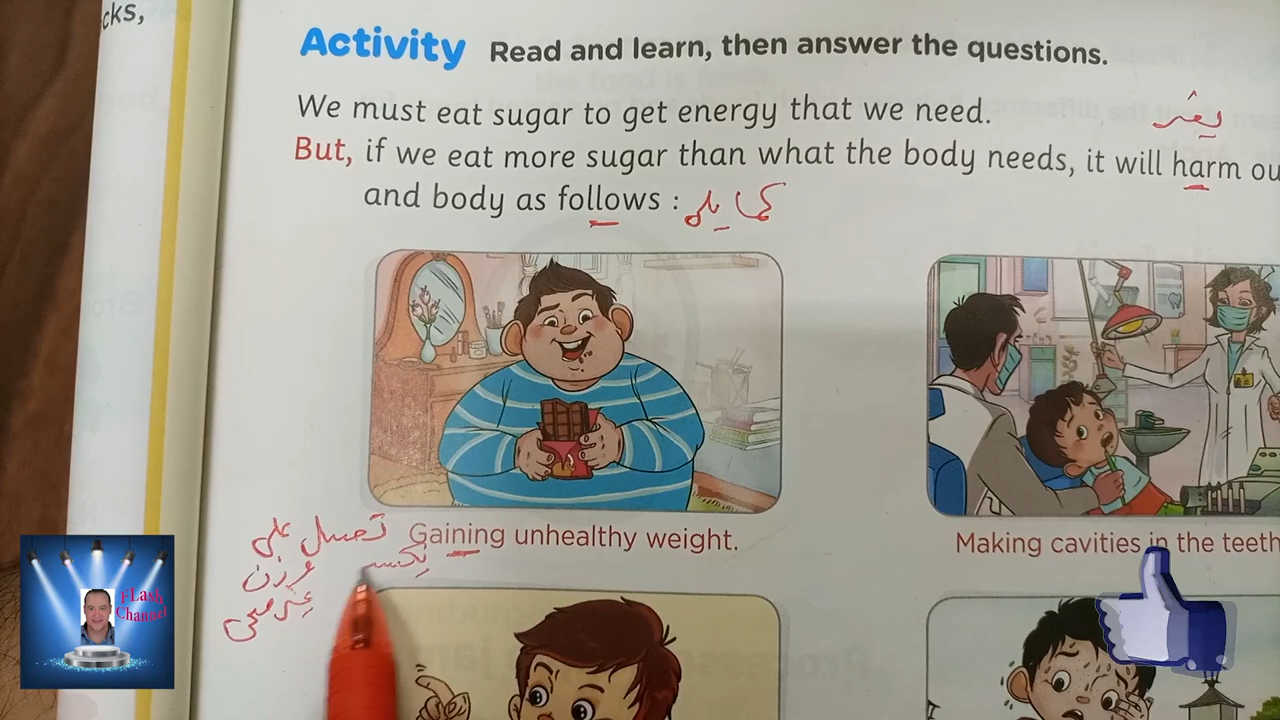 cks,
Activity Read and learn, then answer the questions.
We must eat sugar to get energy that we need.
يضر
But, if we eat more sugar than what the body needs, it will harm ou
and body as follows : كما يلي
Gaining unhealthy weight.
تحصل على
وزن
غير صحي
Making cavities in the teeth
FLash
Channel